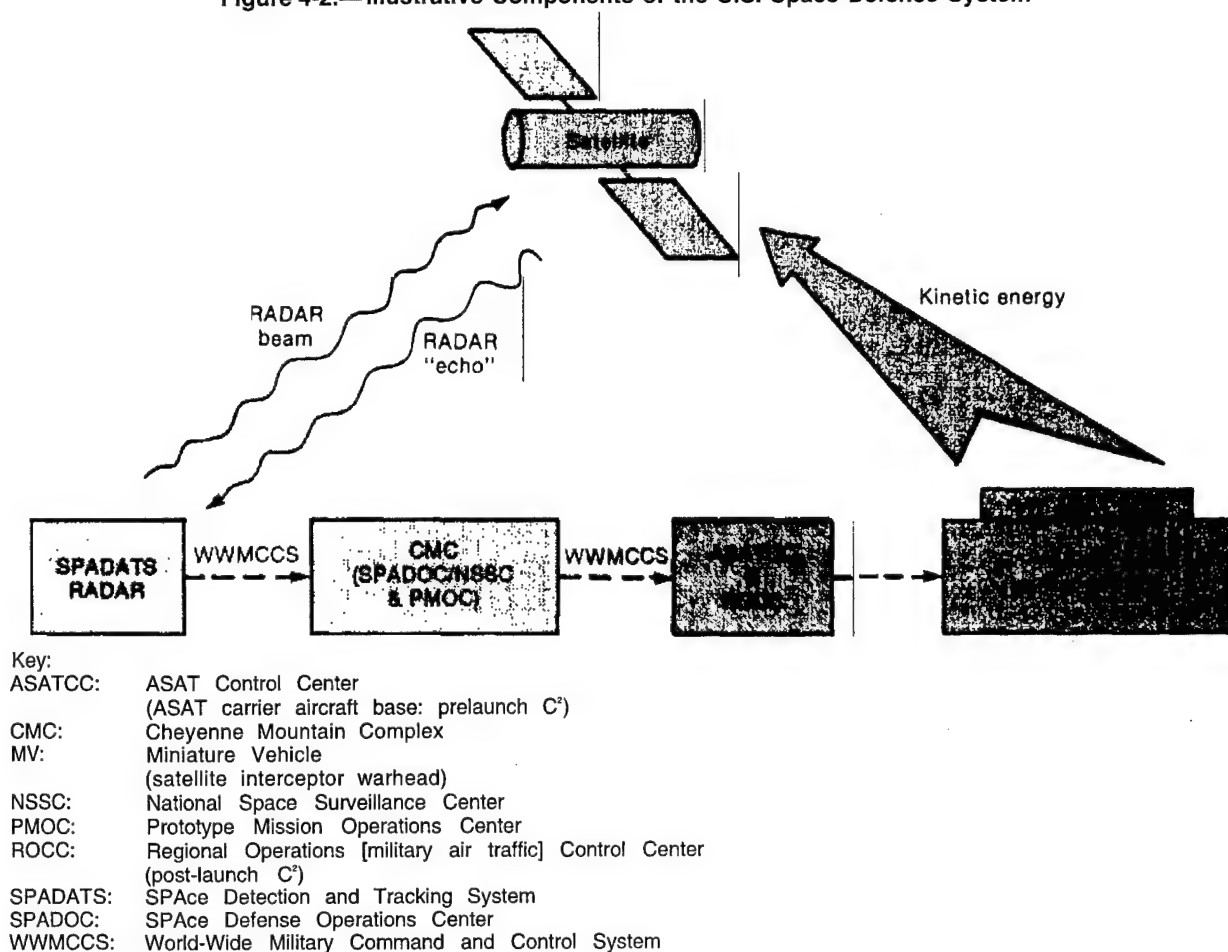 Figure 4-2.—Illustrative Components of the U.S. Space Defense System
Satellite
Kinetic energy
RADAR
beam
RADAR
"echo"
SPADATS
RADAR
WWMCCS
CMC
(SPADOC/NSSC
& PMOC)
WWMCCS
Key:
ASATCC: ASAT Control Center
(ASAT carrier aircraft base: prelaunch C²)
CMC: Cheyenne Mountain Complex
MV: Miniature Vehicle
(satellite interceptor warhead)
NSSC: National Space Surveillance Center
PMOC: Prototype Mission Operations Center
ROCC: Regional Operations [military air traffic] Control Center
(post-launch C²)
SPADATS: SPAce Detection and Tracking System
SPADOC: SPAce Defense Operations Center
WWMCCS: World-Wide Military Command and Control System